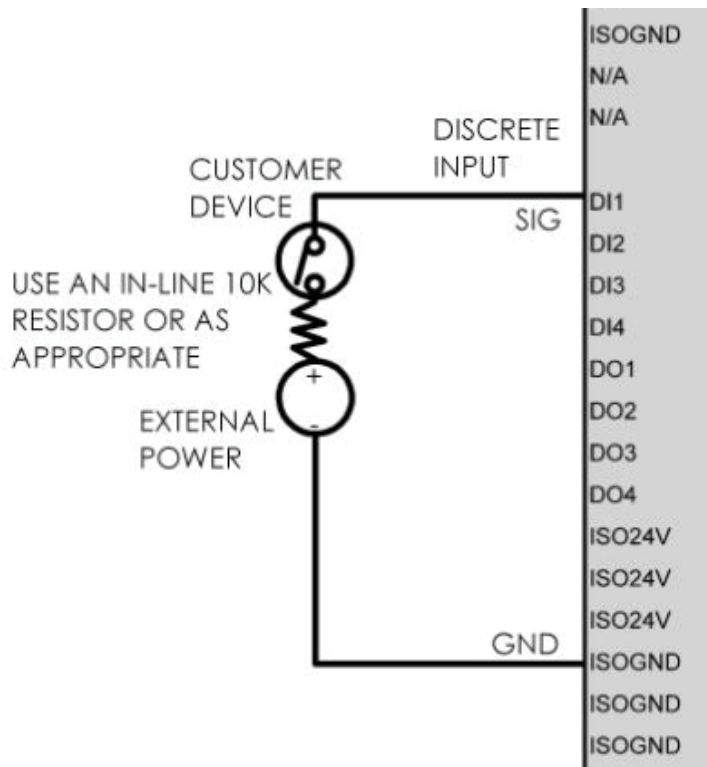 ISOGND
N/A
N/A
DISCRETE
INPUT
CUSTOMER
DEVICE
SIG
DI1
DI2
USE AN IN-LINE 10K
RESISTOR OR AS
APPROPRIATE
DI3
DI4
+
DO1
DO2
-
EXTERNAL
POWER
DO3
DO4
ISO24V
ISO24V
ISO24V
GND
ISOGND
ISOGND
ISOGND